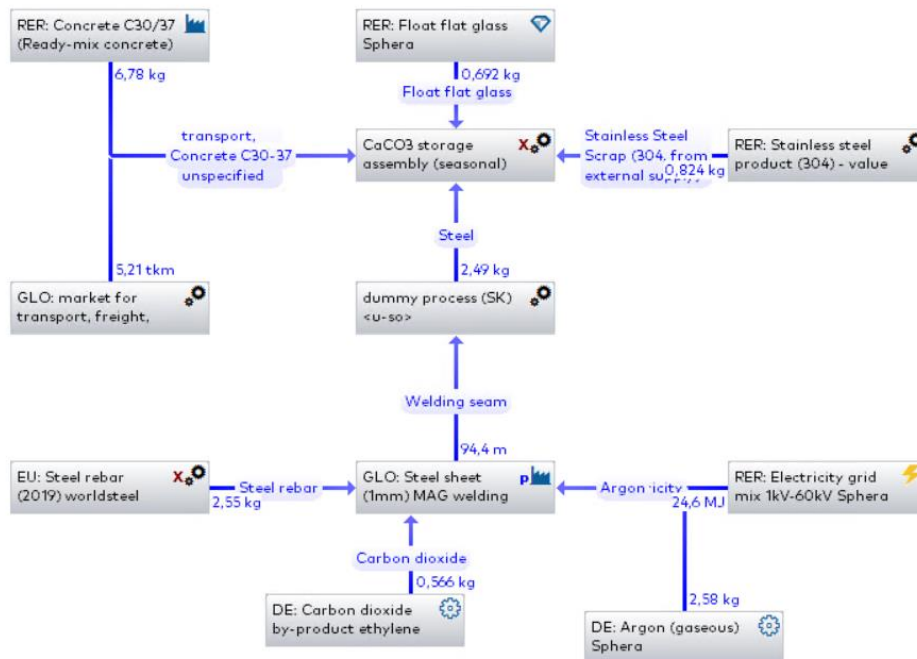 RER: Concrete C30/37
(Ready-mix concrete)
6,78 kg
RER: Float flat glass
Sphera
0,692 kg
Float flat glass
transport,
Concrete C30-37
unspecified
CaCO3 storage
assembly (seasonal)
X
Stainless Steel
Scrap (304, from
external
0,824 kg
RER: Stainless steel
product (304) - value
Steel
2,49 kg
5,21 tkm
GLO: market for
transport, freight,
dummy process (SK)
<u-so>
Welding seam
94,4 m
EU: Steel rebar
(2019) worldsteel
X
Steel rebar
2,55 kg
GLO: Steel sheet
(1mm) MAG welding
p
Argon
24,6 MJ
RER: Electricity grid
mix 1kV-60kV Sphera
Carbon dioxide
0,566 kg
DE: Carbon dioxide
by-product ethylene
2,58 kg
DE: Argon (gaseous)
Sphera